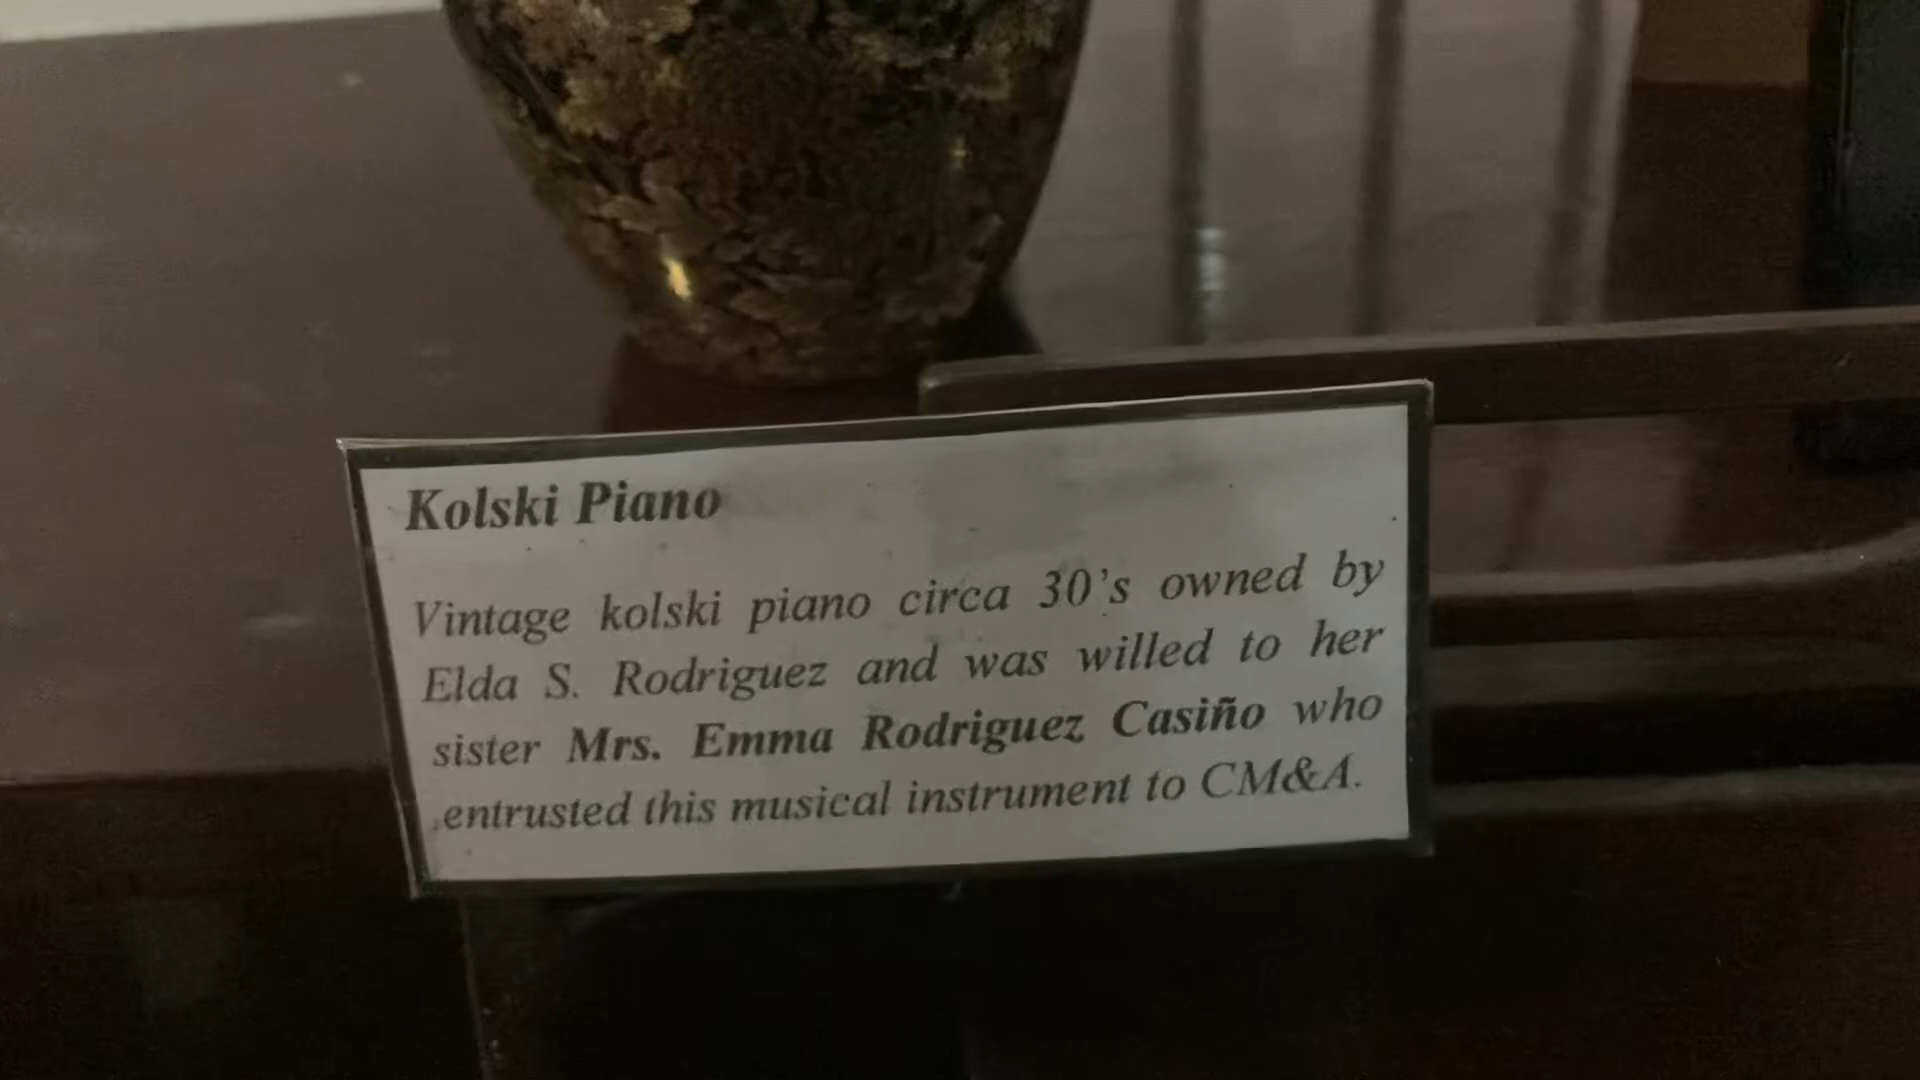 Kolski Piano
Vintage kolski piano circa 30's owned by
Elda S. Rodriguez and was willed to her
sister Mrs. Emma Rodriguez Casiño who
entrusted this musical instrument to CM&A.